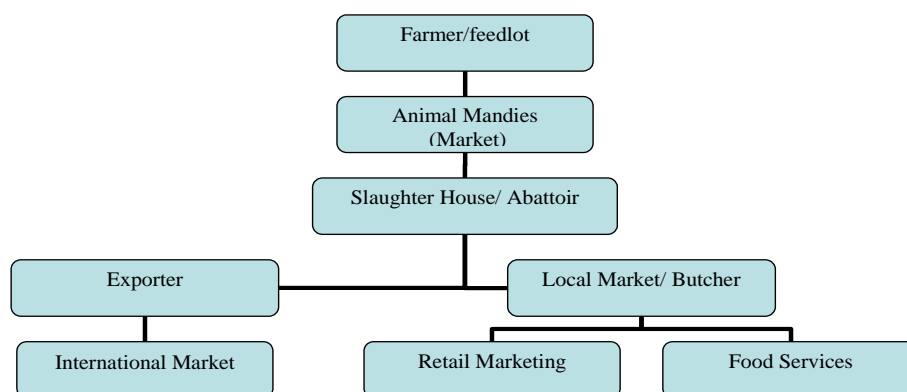 Farmer/feedlot
Animal Mandies
(Market)
Slaughter House/ Abattoir
Exporter
Local Market/ Butcher
International Market
Retail Marketing
Food Services